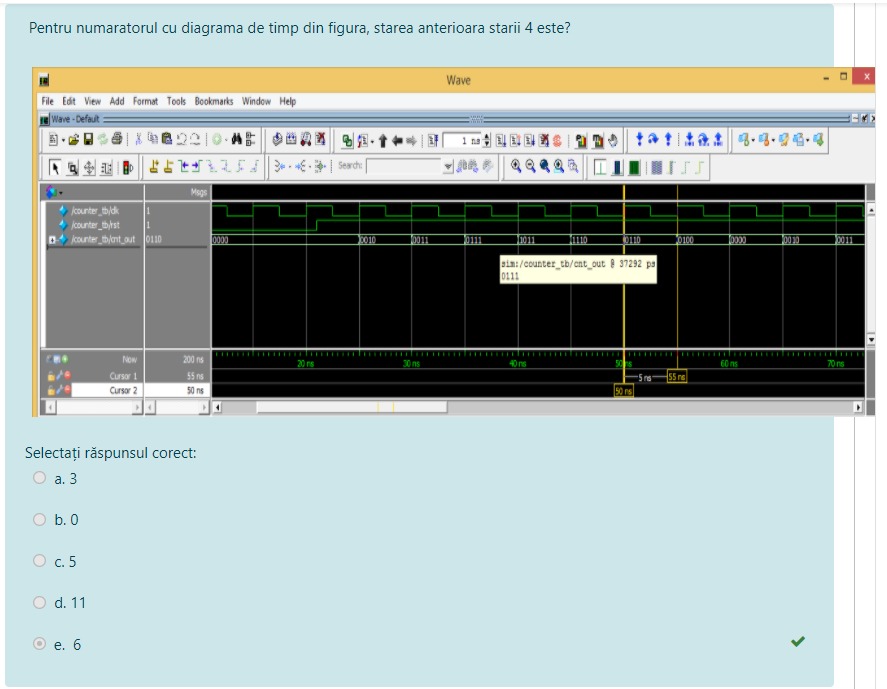 Pentru numaratorul cu diagrama de timp din figura, starea anterioara starii 4 este?
Wave
File Edit View Add Format Tools Bookmarks Window Help
Wave - Default
1 ns
Search:
Msgs
/counter_tb/clk 1
/counter_tb/rst 1
/counter_tb/cnt_out 0110 0000 0010 0011 0111 1011 1110 0110 0100 0000 0010 0011
sim:/counter_tb/cnt_out @ 37292 ps
0111
Now 200 ns 20 ns 30 ns 40 ns 50 ns 60 ns 70 ns
Cursor 1 55 ns 5 ns 55 ns
Cursor 2 50 ns 50 ns
Selectați răspunsul corect:
a. 3
b. 0
c. 5
d. 11
e. 6